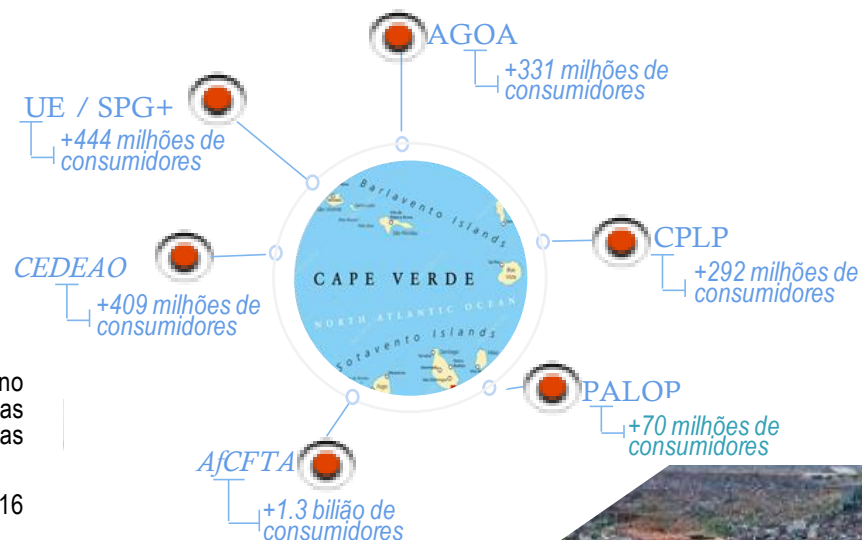 AGOA
+331 milhões de
consumidores
UE / SPG+
+444 milhões de
consumidores
CEDEAO
+409 milhões de
consumidores
CPLP
+292 milhões de
consumidores
PALOP
+70 milhões de
consumidores
AfCFTA
+1.3 bilião de
consumidores
Barlavento Islands
CAPE VERDE
NORTH ATLANTIC OCEAN
Sotavento Islands
Santiago
no
as
as
16